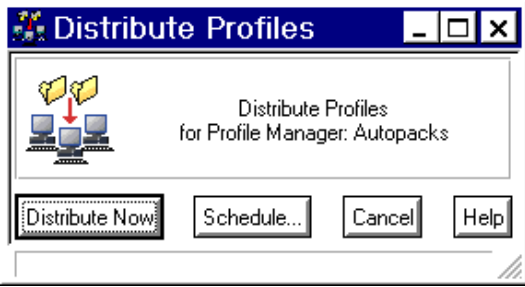 Distribute Profiles
Distribute Profiles
for Profile Manager: Autopacks
Distribute Now
Schedule...
Cancel
Help